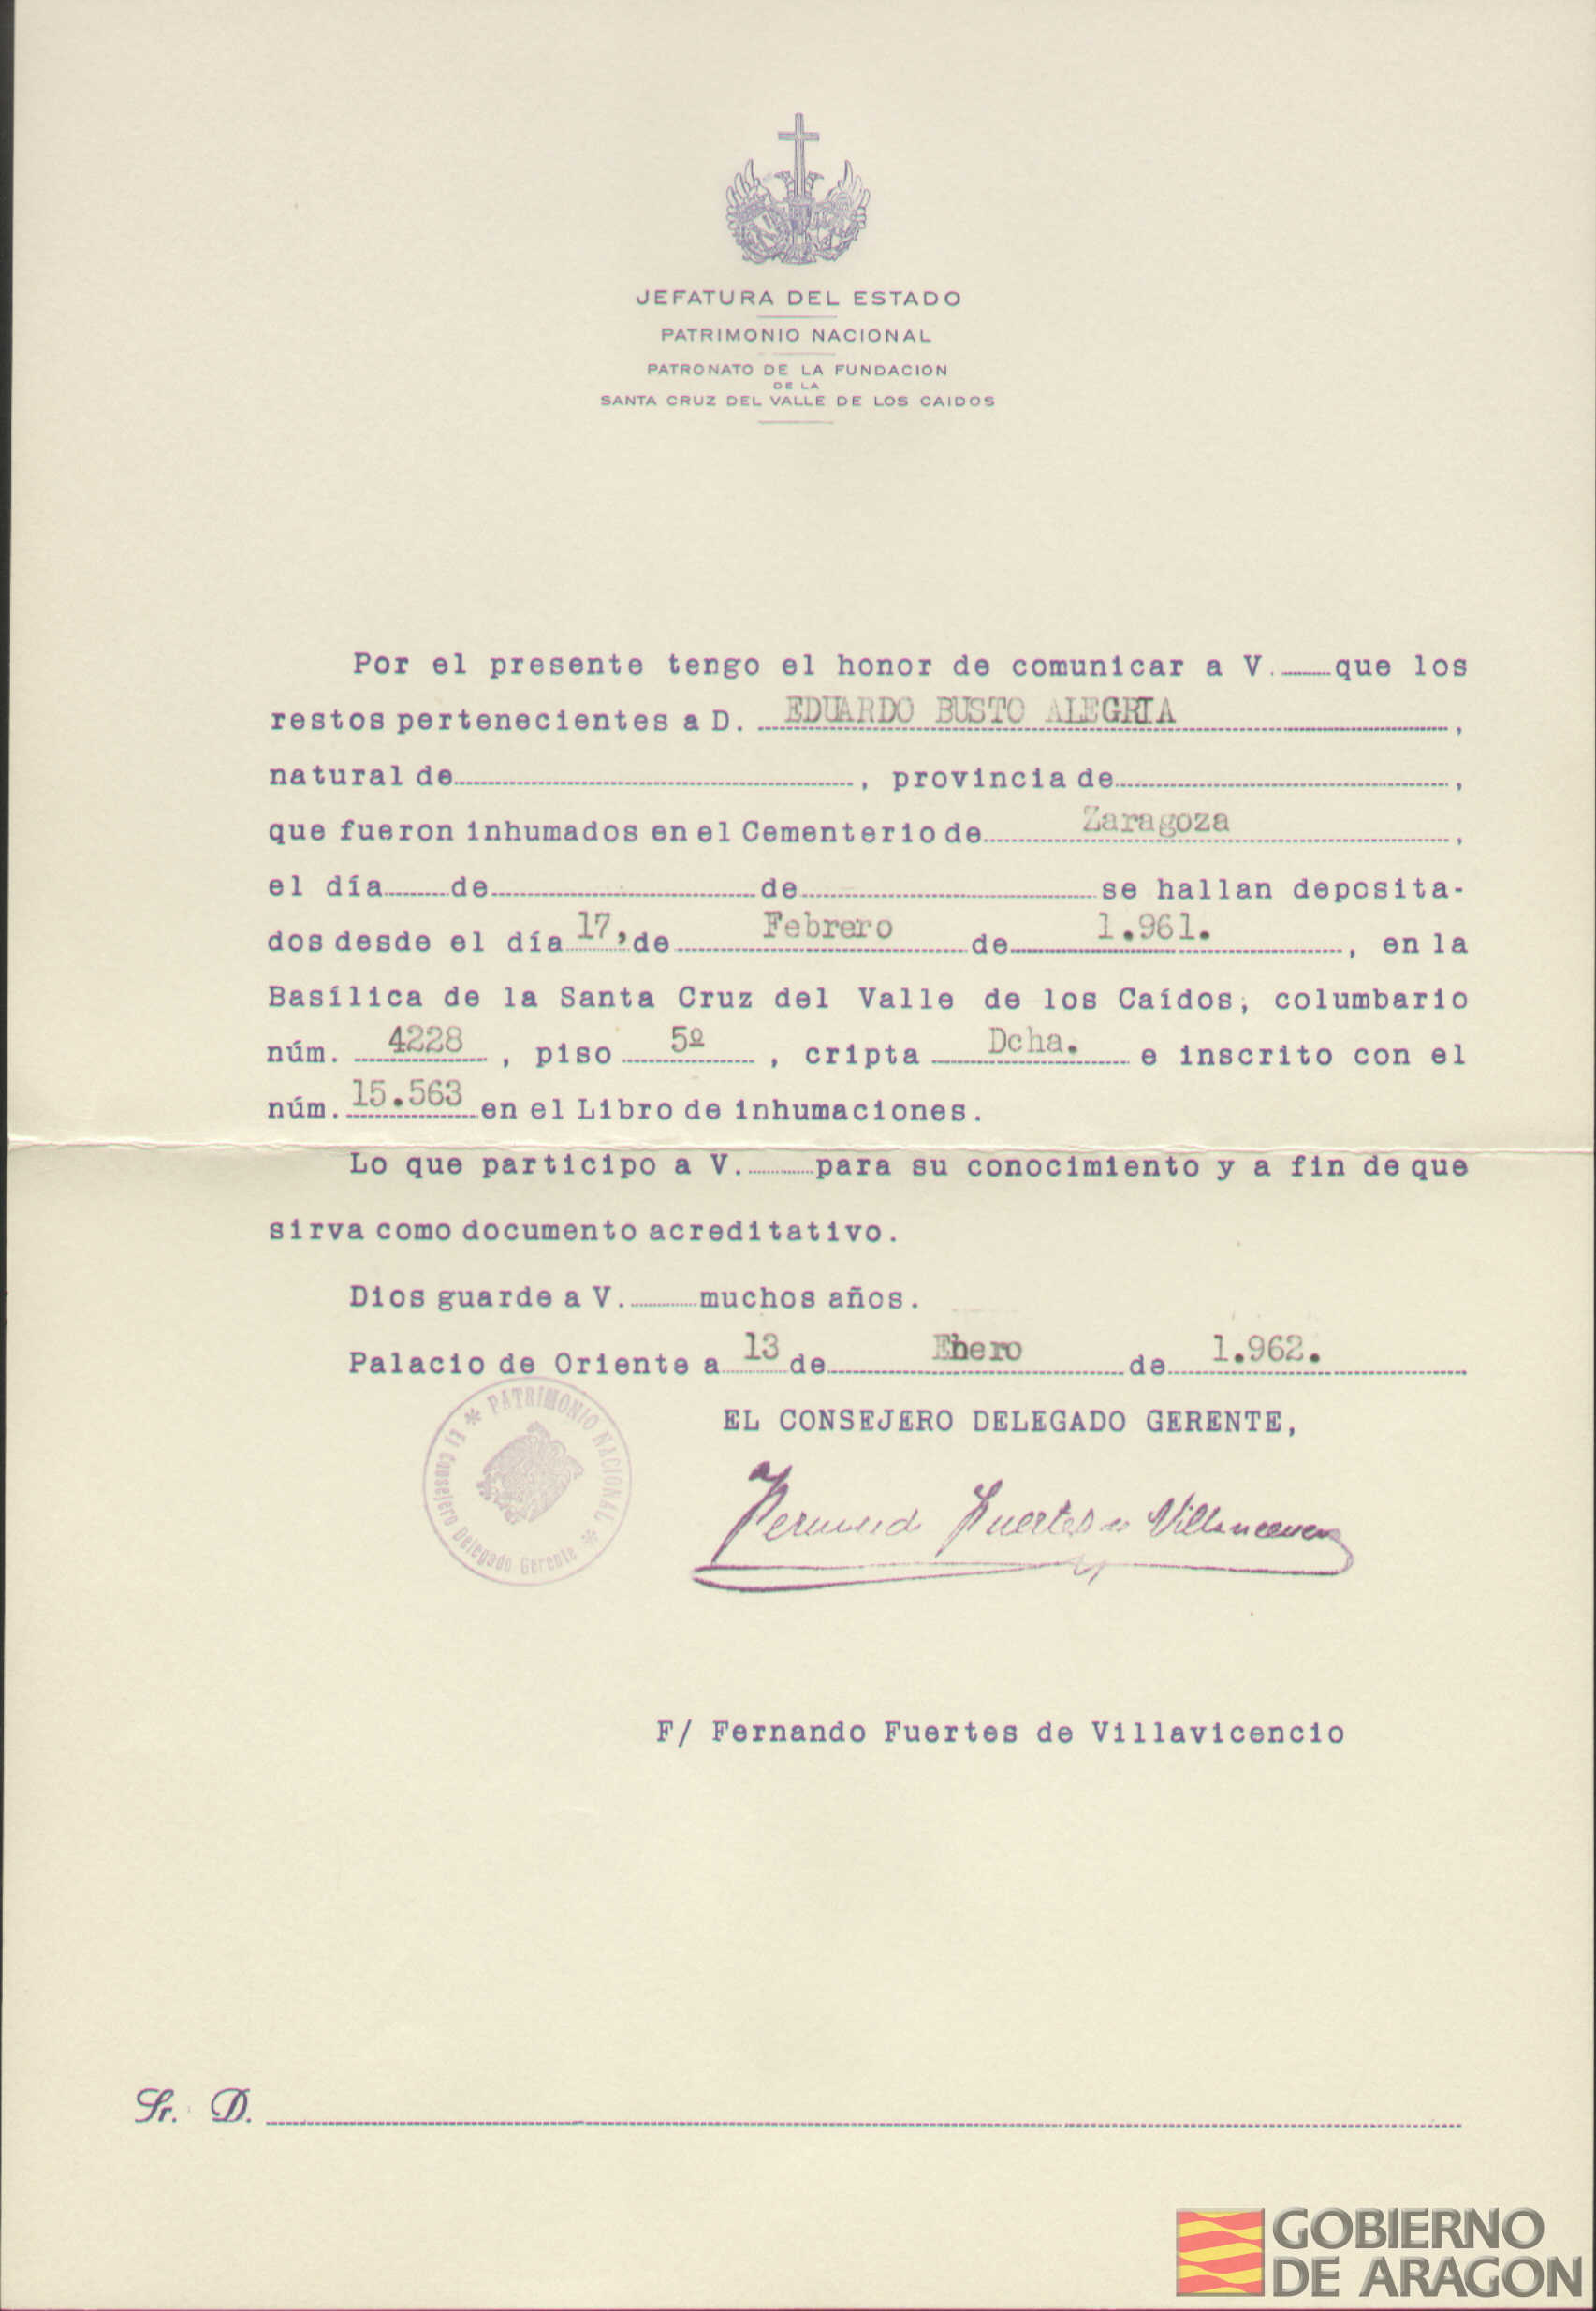 JEFATURA DEL ESTADO
PATRIMONIO NACIONAL
PATRONATO DE LA FUNDACION
DE LA
SANTA CRUZ DEL VALLE DE LOS CAIDOS
Por el presente tengo el honor de comunicar a V. que los
restos pertenecientes a D. EDUARDO BUSTO ALEGRIA,
natural de , provincia de ,
que fueron inhumados en el Cementerio de Zaragoza,
el día de de se hallan deposita-
dos desde el día 17, de Febrero de 1.961. , en la
Basílica de la Santa Cruz del Valle de los Caídos, columbario
núm. 4228 , piso 5º , cripta Dcha. e inscrito con el
núm. 15.563 en el Libro de inhumaciones.
Lo que participo a V. para su conocimiento y a fin de que
sirva como documento acreditativo.
Dios guarde a V. muchos años.
Palacio de Oriente a 13 de Enero de 1.962.
EL CONSEJERO DELEGADO GERENTE,
* PATRIMONIO NACIONAL *
El Consejero Delegado Gerente
Fernando Fuertes de Villavicencio
F/ Fernando Fuertes de Villavicencio
Sr. D.
GOBIERNO
DE ARAGON